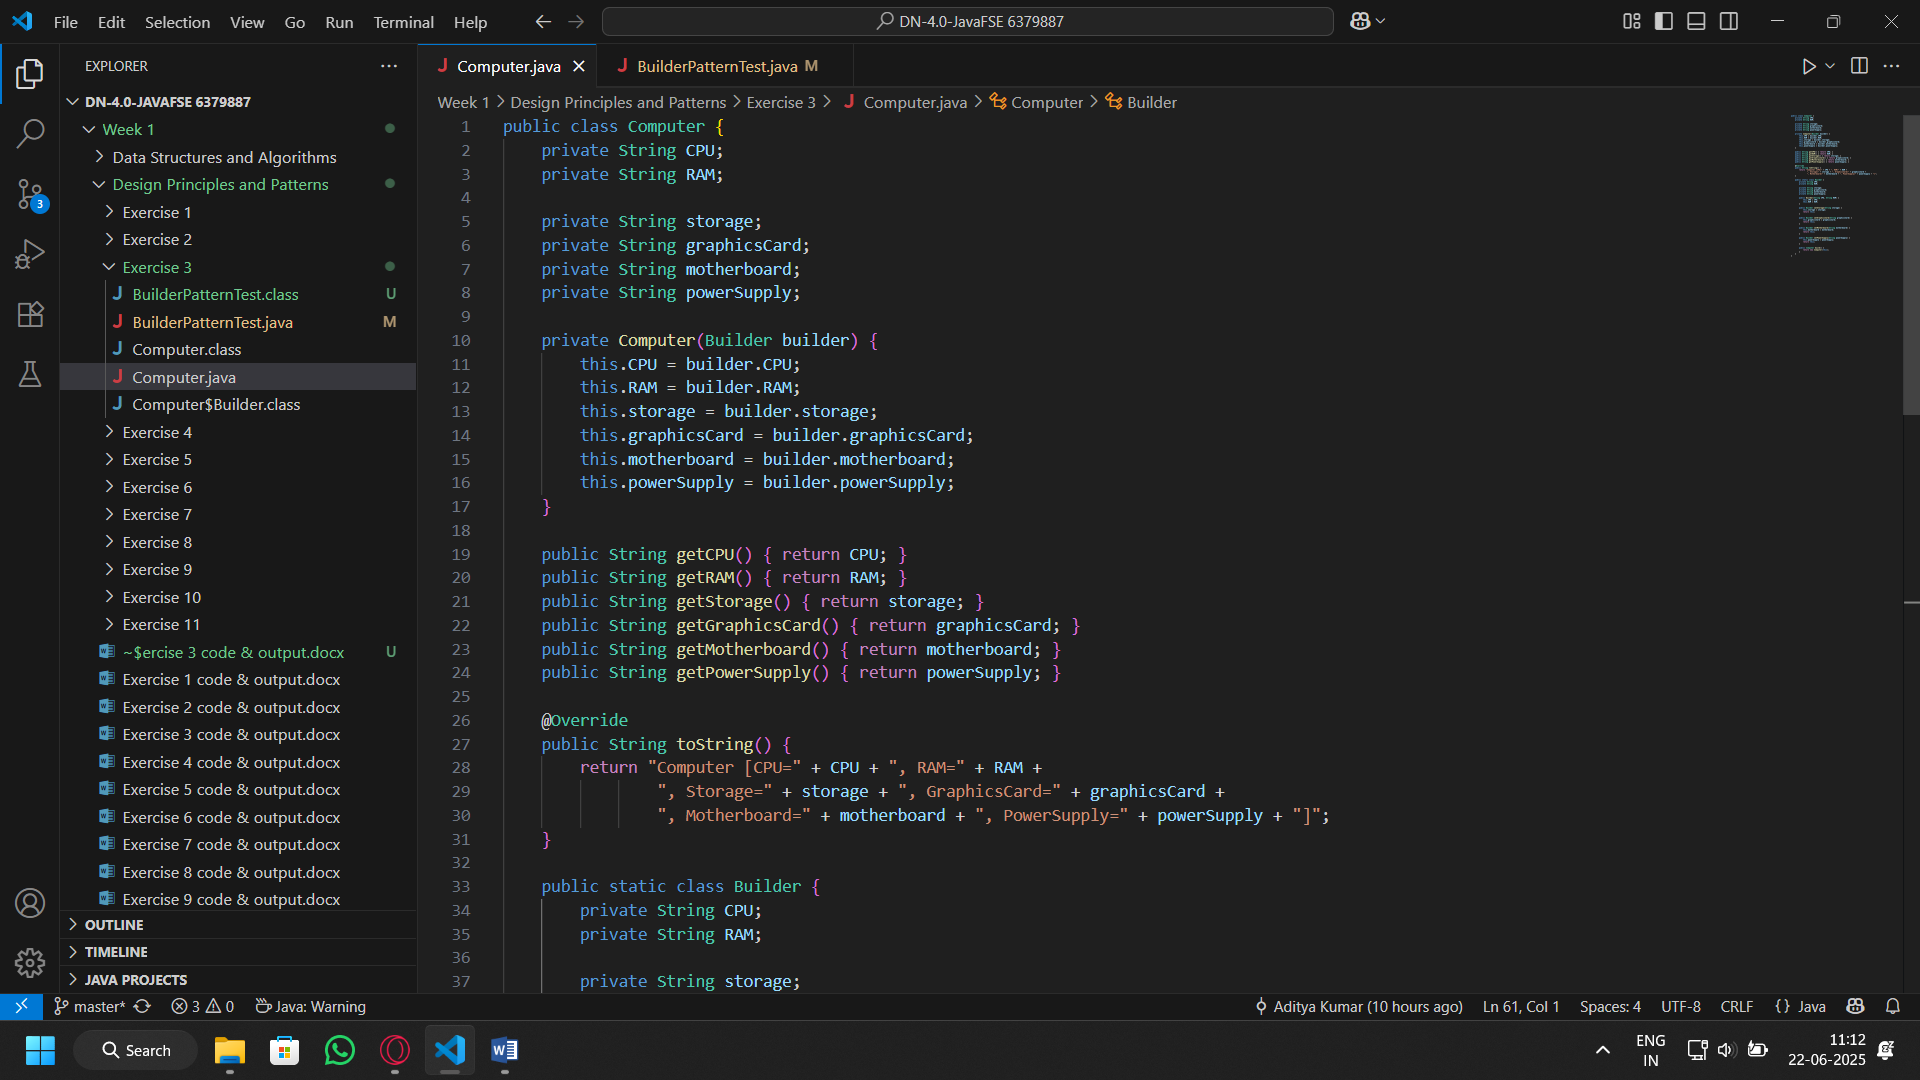 File Edit Selection View Go Run Terminal Help
DN-4.0-JavaFSE 6379887
EXPLORER
DN-4.0-JAVAFSE 6379887
Week 1
Data Structures and Algorithms
Design Principles and Patterns
Exercise 1
Exercise 2
Exercise 3
BuilderPatternTest.class U
BuilderPatternTest.java M
Computer.class
Computer.java
Computer$Builder.class
Exercise 4
Exercise 5
Exercise 6
Exercise 7
Exercise 8
Exercise 9
Exercise 10
Exercise 11
~$ercise 3 code & output.docx U
Exercise 1 code & output.docx
Exercise 2 code & output.docx
Exercise 3 code & output.docx
Exercise 4 code & output.docx
Exercise 5 code & output.docx
Exercise 6 code & output.docx
Exercise 7 code & output.docx
Exercise 8 code & output.docx
Exercise 9 code & output.docx
OUTLINE
TIMELINE
JAVA PROJECTS
3
Computer.java
BuilderPatternTest.java M
Week 1 > Design Principles and Patterns > Exercise 3 > Computer.java > Computer > Builder
1 public class Computer {
2 private String CPU;
3 private String RAM;
4
5 private String storage;
6 private String graphicsCard;
7 private String motherboard;
8 private String powerSupply;
9
10 private Computer(Builder builder) {
11 this.CPU = builder.CPU;
12 this.RAM = builder.RAM;
13 this.storage = builder.storage;
14 this.graphicsCard = builder.graphicsCard;
15 this.motherboard = builder.motherboard;
16 this.powerSupply = builder.powerSupply;
17 }
18
19 public String getCPU() { return CPU; }
20 public String getRAM() { return RAM; }
21 public String getStorage() { return storage; }
22 public String getGraphicsCard() { return graphicsCard; }
23 public String getMotherboard() { return motherboard; }
24 public String getPowerSupply() { return powerSupply; }
25
26 @Override
27 public String toString() {
28 return "Computer [CPU=" + CPU + ", RAM=" + RAM +
29 ", Storage=" + storage + ", GraphicsCard=" + graphicsCard +
30 ", Motherboard=" + motherboard + ", PowerSupply=" + powerSupply + "]";
31 }
32
33 public static class Builder {
34 private String CPU;
35 private String RAM;
36
37 private String storage;
master* 3 0 Java: Warning
Aditya Kumar (10 hours ago) Ln 61, Col 1 Spaces: 4 UTF-8 CRLF {} Java
Search
ENG
IN
11:12
22-06-2025